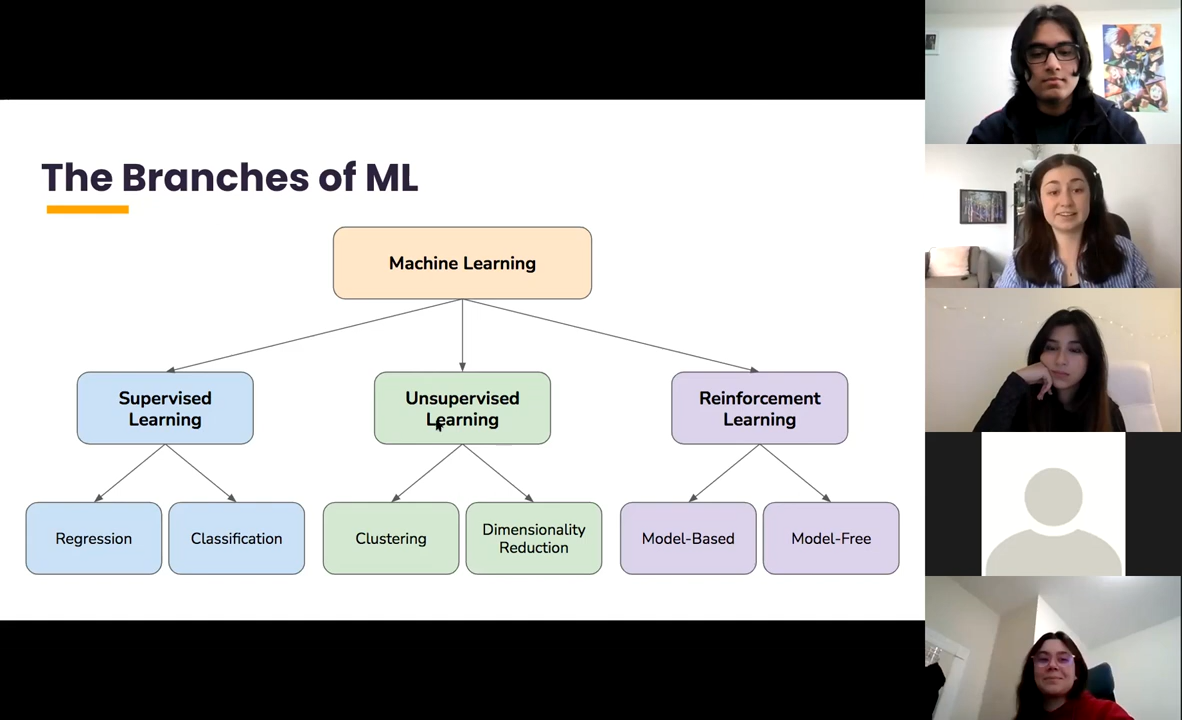 The Branches of ML
Machine Learning
Supervised
Learning
Unsupervised
Learning
Reinforcement
Learning
Regression
Classification
Clustering
Dimensionality
Reduction
Model-Based
Model-Free